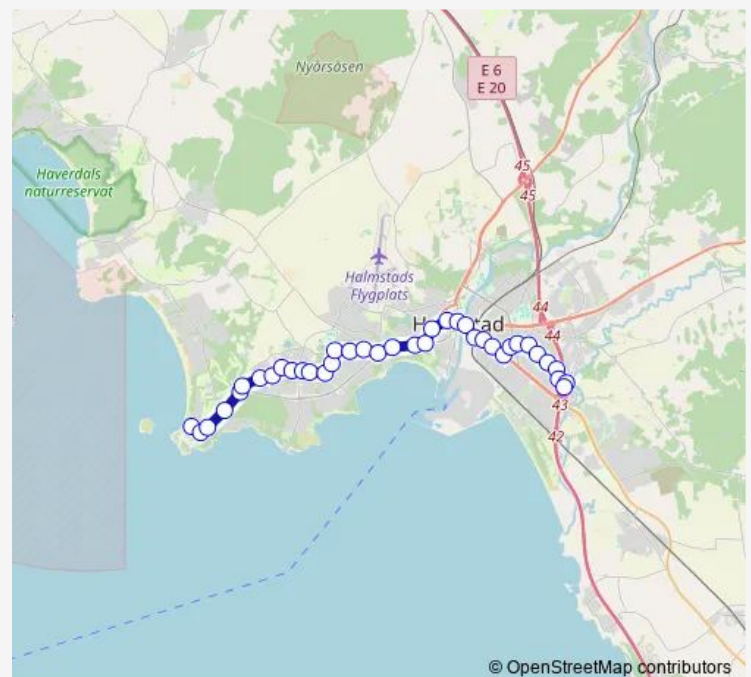 E 6
E 20
Nyårsåsen
45
45
Haverdals
naturreservat
Halmstads
Flygplats
44
44
43
42
© OpenStreetMap contributors